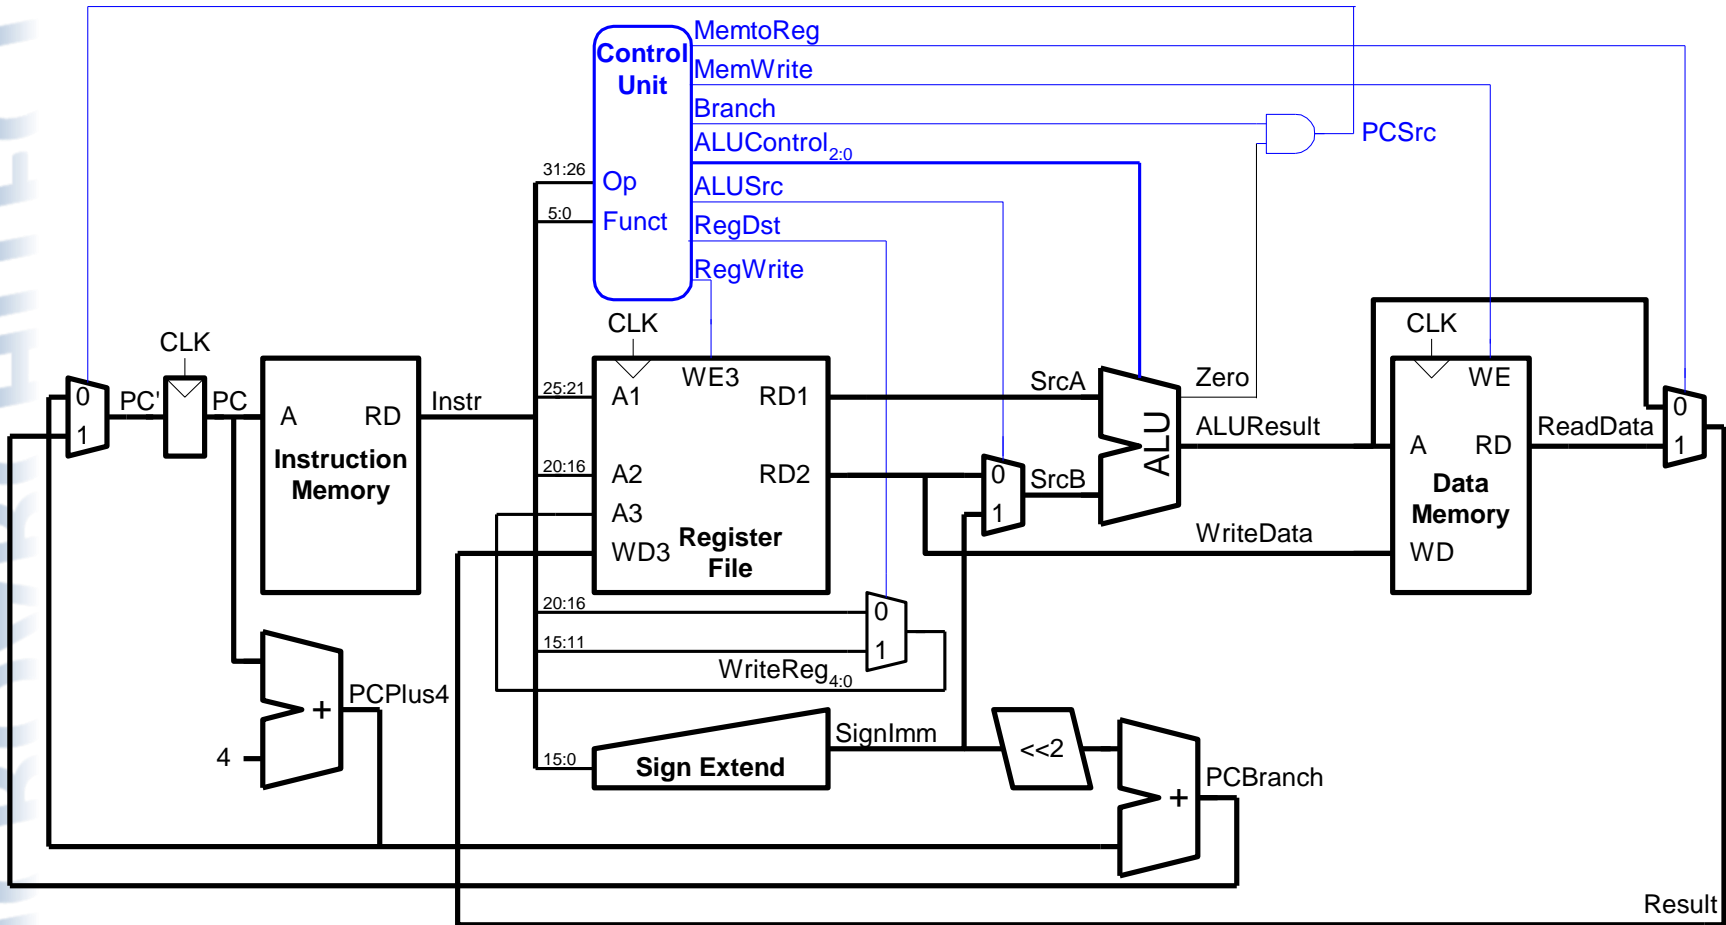 MemtoReg
Control
Unit
MemWrite
Branch
PCSrc
ALUControl2:0
31:26
Op
ALUSrc
5:0
Funct
RegDst
RegWrite
CLK
CLK
CLK
0
1
PC'
PC
A
RD
Instruction
Memory
Instr
25:21
A1
WE3
RD1
20:16
A2
RD2
A3
WD3
Register
File
SrcA
0
1
SrcB
ALU
Zero
ALUResult
WriteData
WE
A
RD
Data
Memory
WD
ReadData
0
1
20:16
0
15:11
1
WriteReg4:0
PCPlus4
+
4
SignImm
15:0
Sign Extend
<<2
+
PCBranch
Result